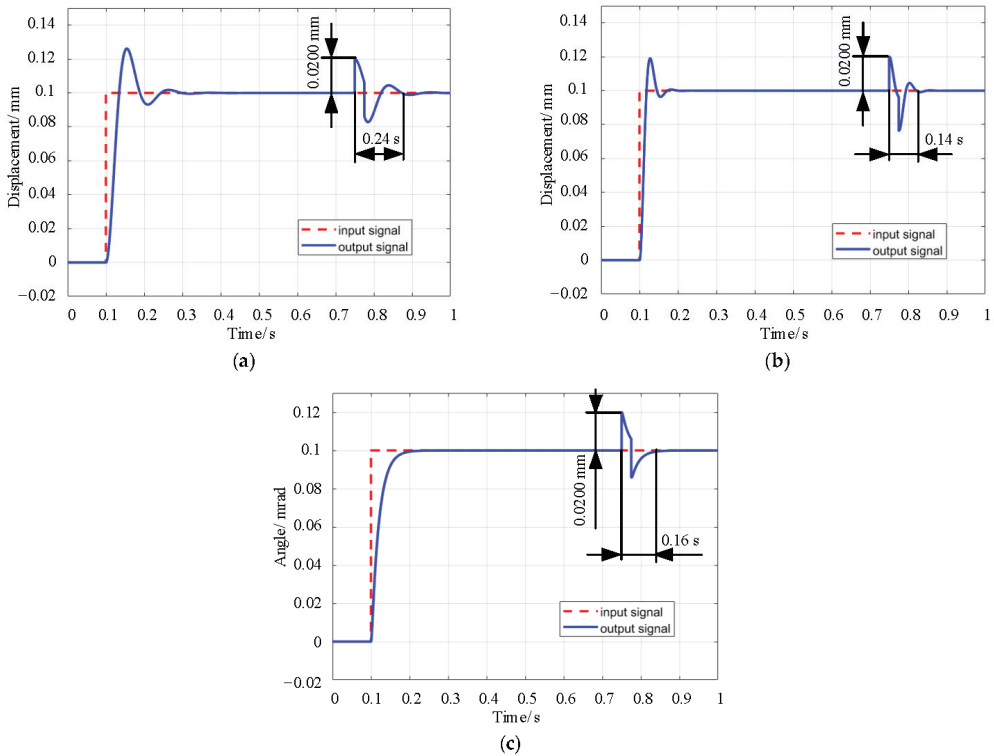 0.14
0.12
0.1
0.08
0.06
0.04
0.02
0
−0.02
Displacement/ mm
0.0200 mm
0.24 s
input signal
output signal
0 0.1 0.2 0.3 0.4 0.5 0.6 0.7 0.8 0.9 1
Time/ s
(a)
0.14
0.12
0.1
0.08
0.06
0.04
0.02
0
−0.02
Displacement/ mm
0.0200 mm
0.14 s
input signal
output signal
0 0.1 0.2 0.3 0.4 0.5 0.6 0.7 0.8 0.9 1
Time/ s
(b)
0.12
0.1
0.08
0.06
0.04
0.02
0
−0.02
Angle/ mrad
0.0200 mm
0.16 s
input signal
output signal
0 0.1 0.2 0.3 0.4 0.5 0.6 0.7 0.8 0.9 1
Time/ s
(c)